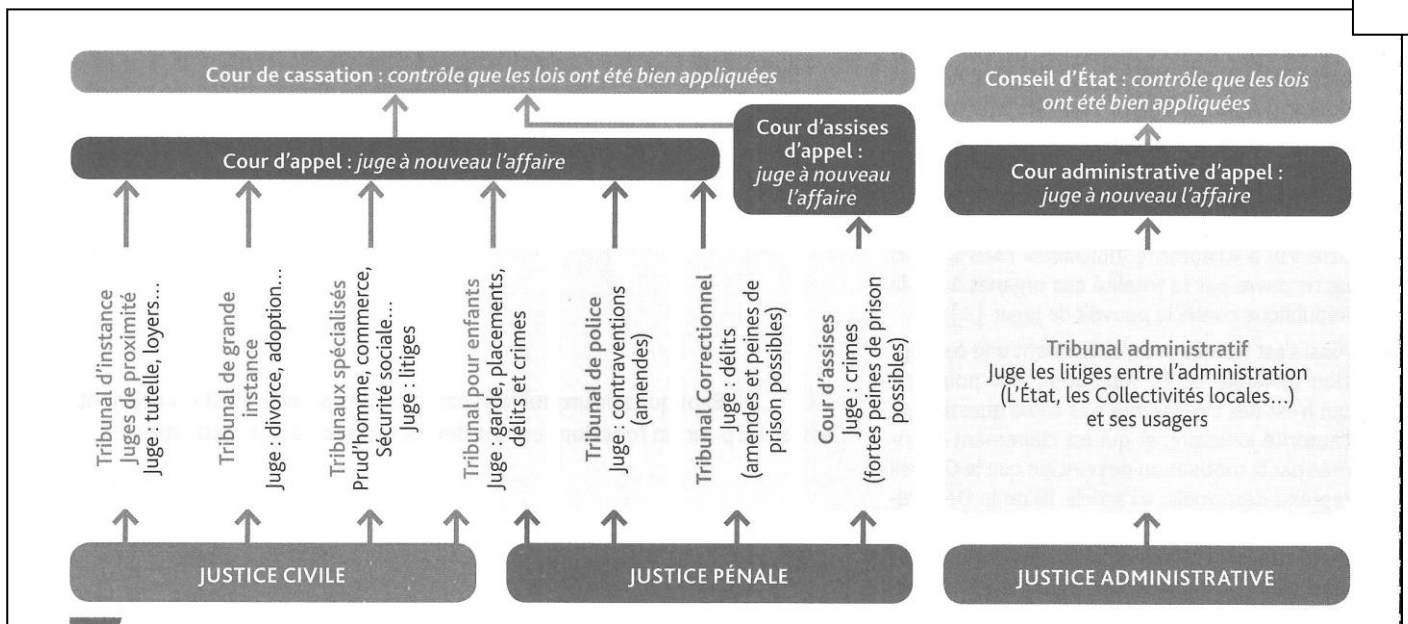 Cour de cassation : contrôle que les lois ont été bien appliquées
Conseil d'État : contrôle que les lois
ont été bien appliquées
Cour d'appel : juge à nouveau l'affaire
Cour d'assises
d'appel :
juge à nouveau
l'affaire
Cour administrative d'appel :
juge à nouveau l'affaire
Tribunal d'instance
Juges de proximité
Juge : tutelle, loyers...
Tribunal de grande
instance
Juge : divorce, adoption...
Tribunaux spécialisés
Prud'homme, commerce,
Sécurité sociale...
Juge : litiges
Tribunal pour enfants
Juge : garde, placements,
délits et crimes
Tribunal de police
Juge : contraventions
(amendes)
Tribunal Correctionnel
Juge : délits
(amendes et peines de
prison possibles)
Cour d'assises
Juge : crimes
(fortes peines de prison
possibles)
Tribunal administratif
Juge les litiges entre l'administration
(L'État, les Collectivités locales...)
et ses usagers
JUSTICE CIVILE
JUSTICE PÉNALE
JUSTICE ADMINISTRATIVE